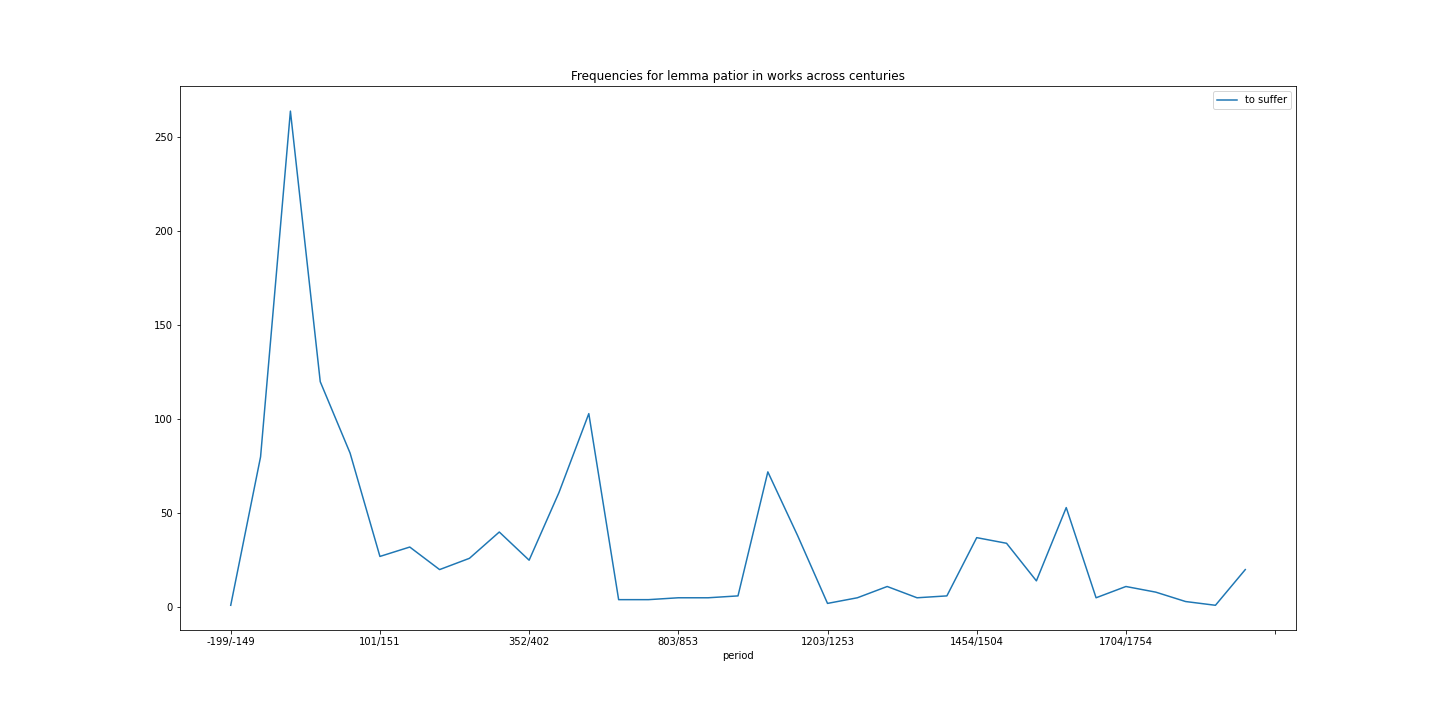 Frequencies for lemma patior in works across centuries
to suffer
250
200
150
100
50
0
-199/-149 101/151 352/402 803/853 1203/1253 1454/1504 1704/1754
period